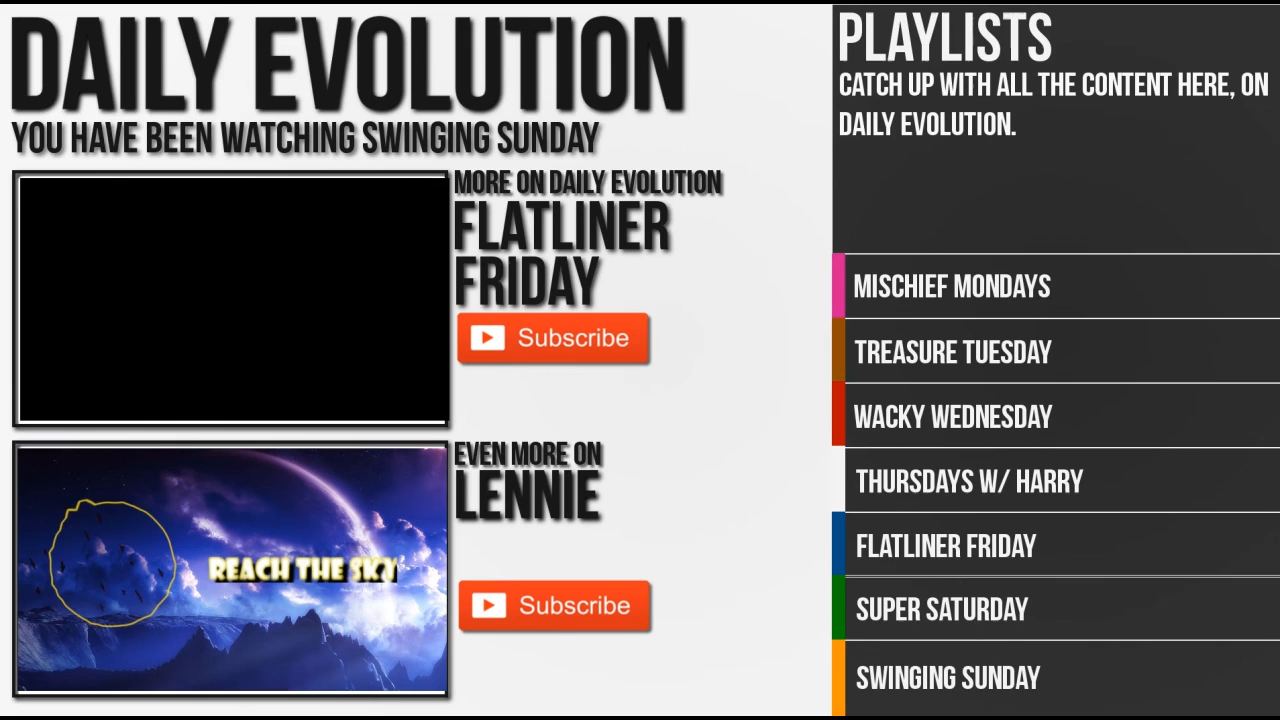 DAILY EVOLUTION
YOU HAVE BEEN WATCHING SWINGING SUNDAY
MORE ON DAILY EVOLUTION
FLATLINER
FRIDAY
Subscribe
EVEN MORE ON
LENNIE
REACH THE SKY
Subscribe
PLAYLISTS
CATCH UP WITH ALL THE CONTENT HERE, ON
DAILY EVOLUTION.
MISCHIEF MONDAYS
TREASURE TUESDAY
WACKY WEDNESDAY
THURSDAYS W/ HARRY
FLATLINER FRIDAY
SUPER SATURDAY
SWINGING SUNDAY